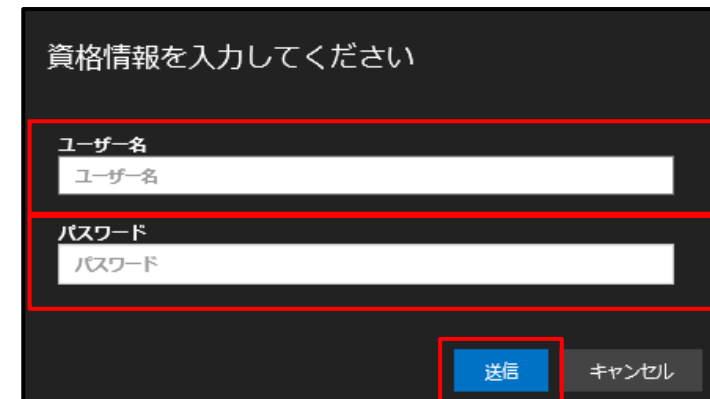 資格情報を入力してください
ユーザー名
ユーザー名
パスワード
パスワード
送信 キャンセル